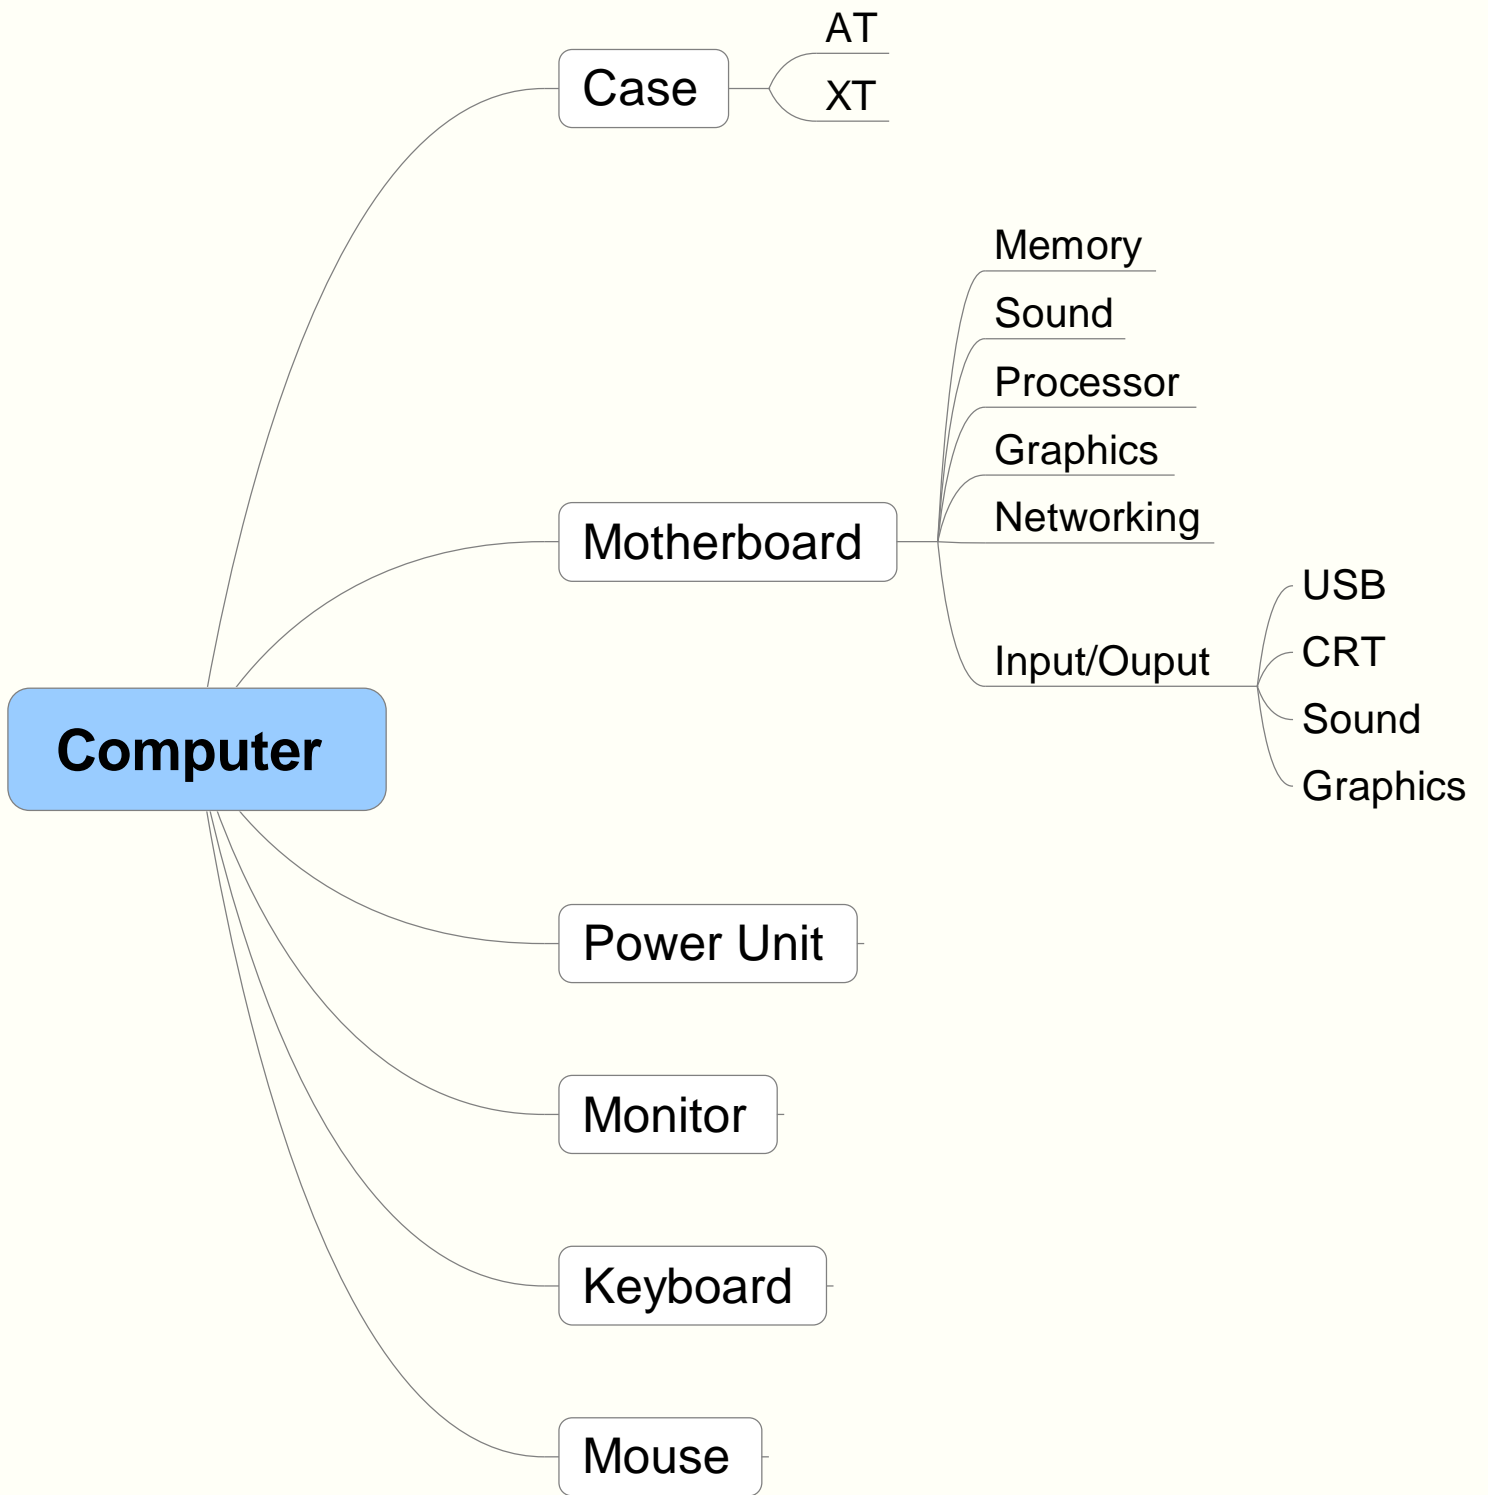 AT
Case
XT
Memory
Sound
Processor
Graphics
Networking
Motherboard
USB
CRT
Input/Ouput
Sound
Graphics
Computer
Power Unit
Monitor
Keyboard
Mouse